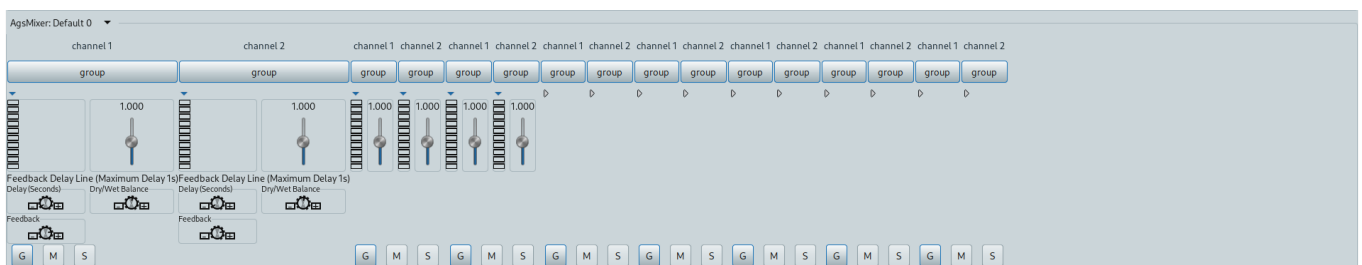 AgsMixer: Default 0
channel 1 channel 2 channel 1 channel 2 channel 1 channel 2 channel 1 channel 2 channel 1 channel 2 channel 1 channel 2 channel 1 channel 2 channel 1 channel 2
group group group group group group group group group group group group group group group group
1.000 1.000 1.000 1.000 1.000 1.000
Feedback Delay Line (Maximum Delay 1s) Feedback Delay Line (Maximum Delay 1s)
Delay (Seconds) Dry/Wet Balance Delay (Seconds) Dry/Wet Balance
Feedback Feedback
G M S G M S G M S G M S G M S G M S G M S G M S